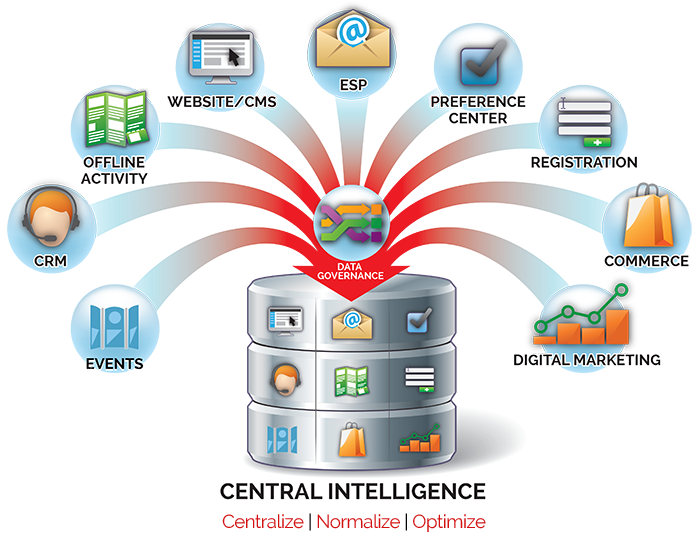 ESP
WEBSITE/CMS
PREFERENCE
CENTER
OFFLINE
ACTIVITY
REGISTRATION
CRM
COMMERCE
DATA
GOVERNANCE
EVENTS
DIGITAL MARKETING
CENTRAL INTELLIGENCE
Centralize | Normalize | Optimize